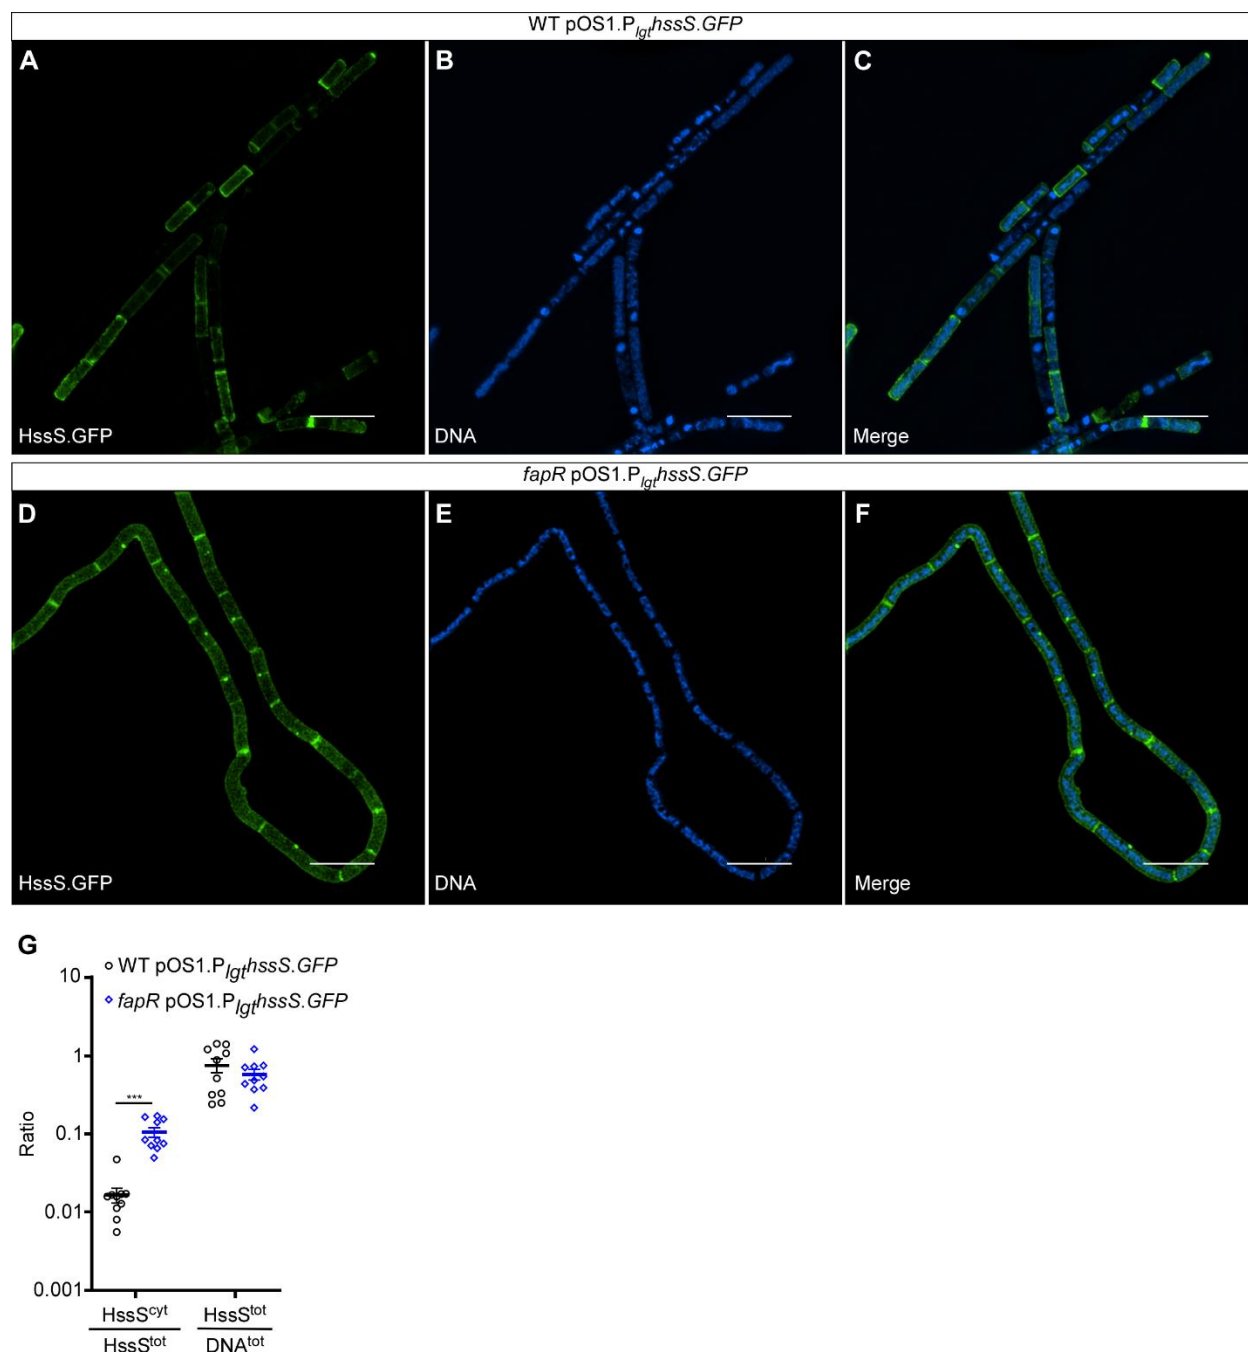 WT pOS1.PlgthssS.GFP
A
B
C
HssS.GFP
DNA
Merge
fapR pOS1.PlgthssS.GFP
D
E
F
HssS.GFP
DNA
Merge
G
WT pOS1.PlgthssS.GFP
fapR pOS1.PlgthssS.GFP
10
1
0.1
0.01
0.001
Ratio
***
HssScyt
HssStot
HssStot
DNAtot